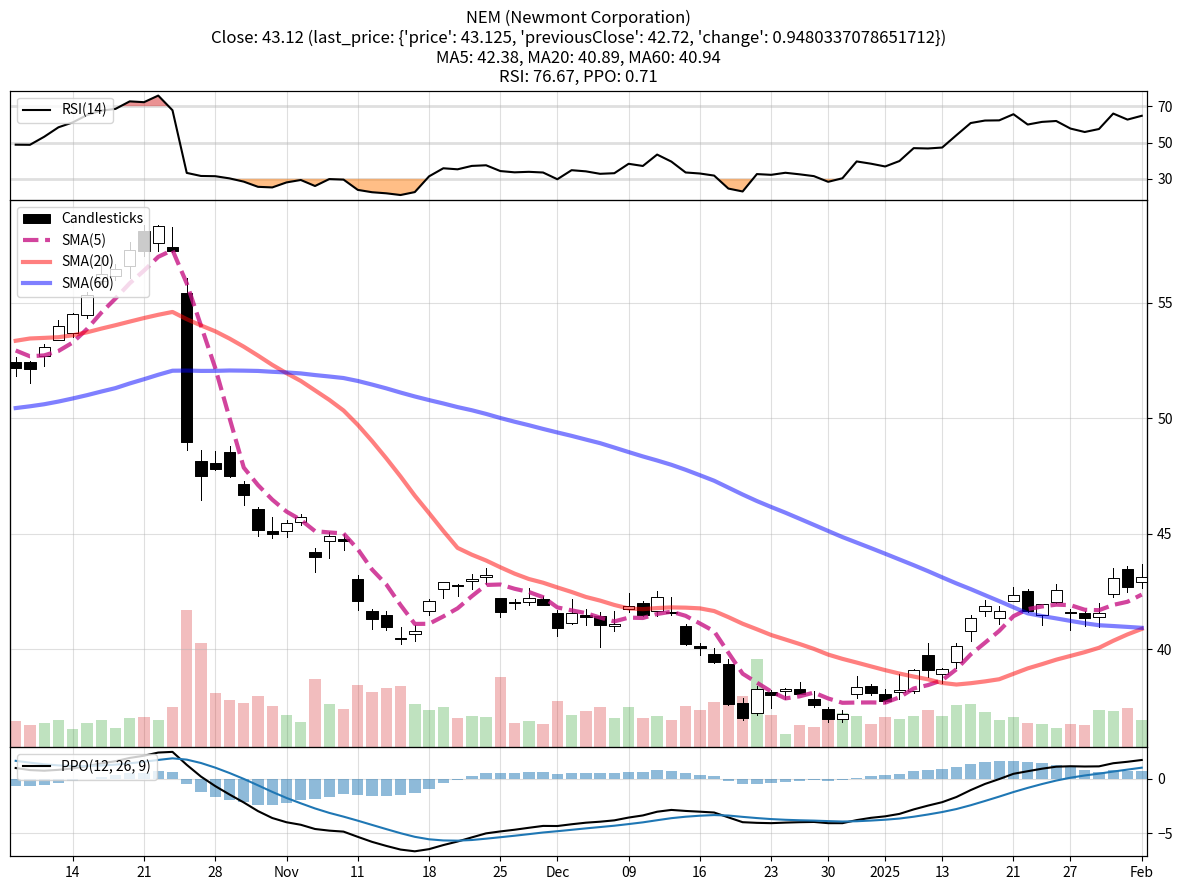 NEM (Newmont Corporation)
Close: 43.12 (last_price: {'price': 43.125, 'previousClose': 42.72, 'change': 0.9480337078651712})
MA5: 42.38, MA20: 40.89, MA60: 40.94
RSI: 76.67, PPO: 0.71
RSI(14)
70
50
30
Candlesticks
SMA(5)
SMA(20)
SMA(60)
55
50
45
40
PPO(12, 26, 9)
0
−5
14 21 28 Nov 11 18 25 Dec 09 16 23 30 2025 13 21 27 Feb